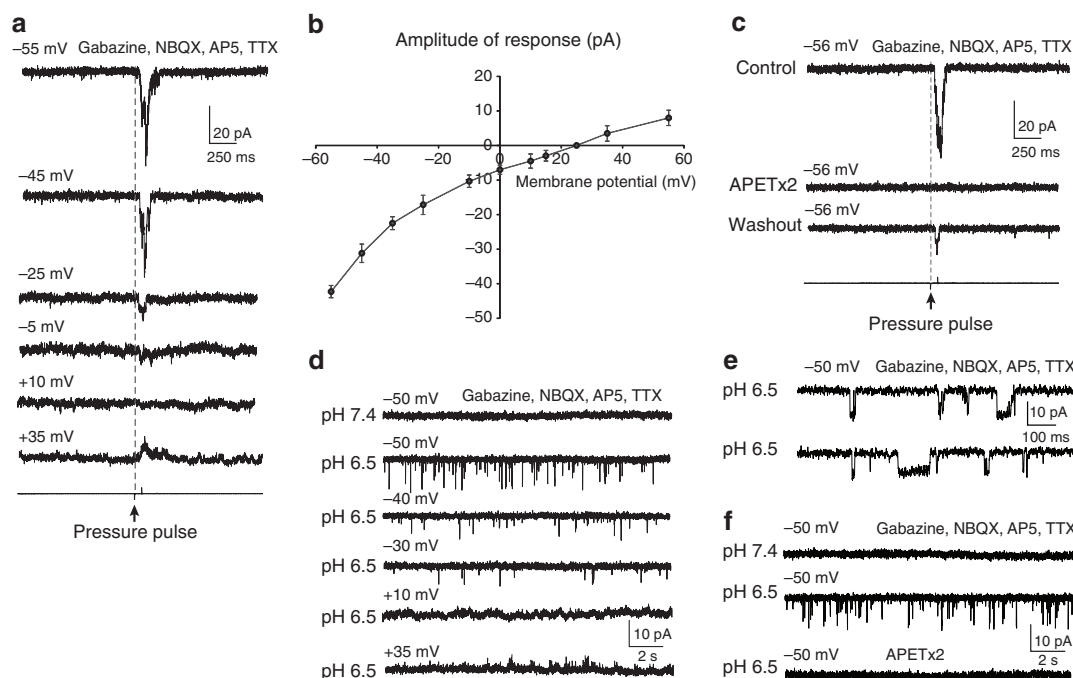 a
−55 mV Gabazine, NBQX, AP5, TTX
20 pA
250 ms
−45 mV
−25 mV
−5 mV
+10 mV
+35 mV
Pressure pulse
b
Amplitude of response (pA)
20
10
0
−10
−20
−30
−40
−50
−60 −40 −20 0 20 40 60
Membrane potential (mV)
c
−56 mV Gabazine, NBQX, AP5, TTX
Control
20 pA
250 ms
−56 mV
APETx2
−56 mV
Washout
Pressure pulse
d
−50 mV Gabazine, NBQX, AP5, TTX
pH 7.4
−50 mV
pH 6.5
−40 mV
pH 6.5
−30 mV
pH 6.5
+10 mV
pH 6.5
10 pA
2 s
+35 mV
pH 6.5
e
−50 mV Gabazine, NBQX, AP5, TTX
pH 6.5
10 pA
100 ms
pH 6.5
f
−50 mV Gabazine, NBQX, AP5, TTX
pH 7.4
−50 mV
pH 6.5
10 pA
2 s
−50 mV APETx2
pH 6.5